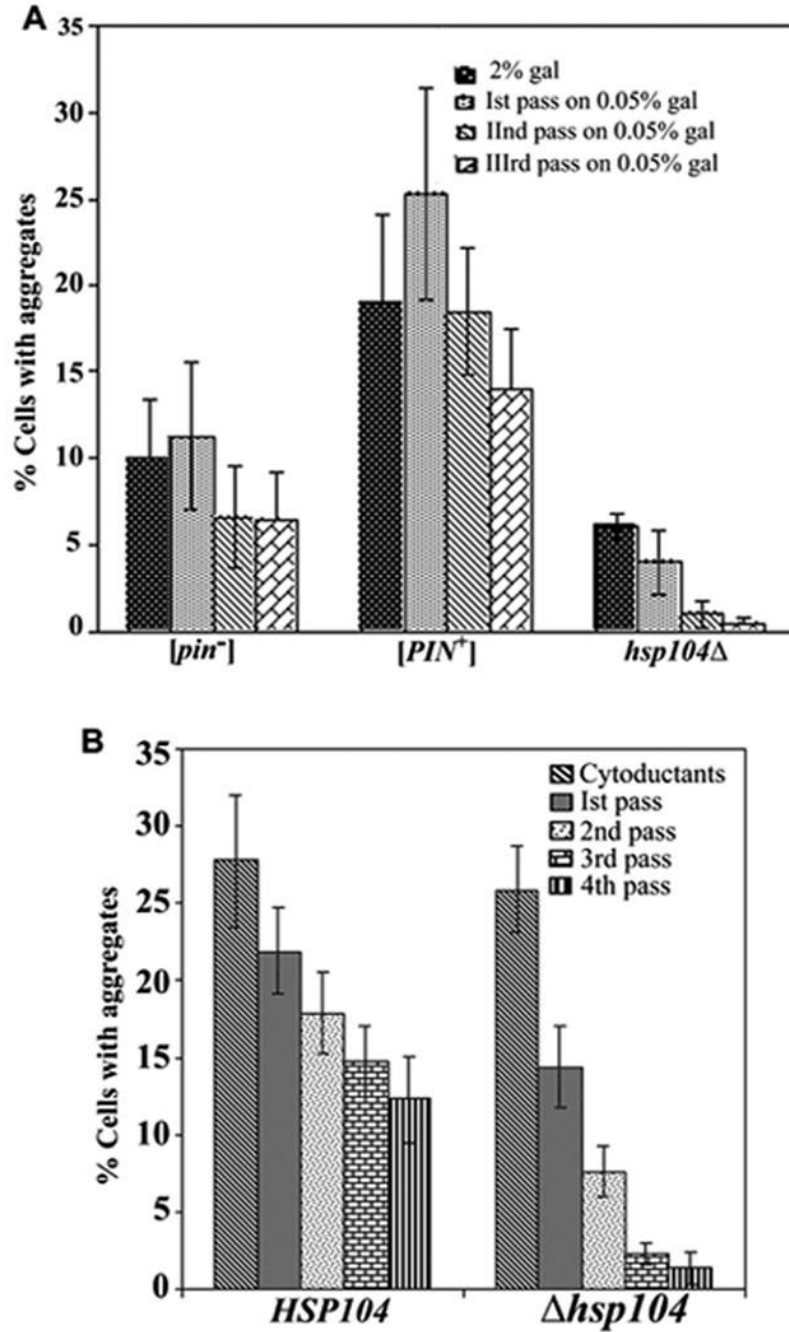 A
35
30
25
20
15
10
5
0
% Cells with aggregates
2% gal
Ist pass on 0.05% gal
IInd pass on 0.05% gal
IIIrd pass on 0.05% gal
[pin⁻]
[PIN⁺]
hsp104Δ
B
35
30
25
20
15
10
5
0
% Cells with aggregates
Cytoductants
Ist pass
2nd pass
3rd pass
4th pass
HSP104
Δhsp104